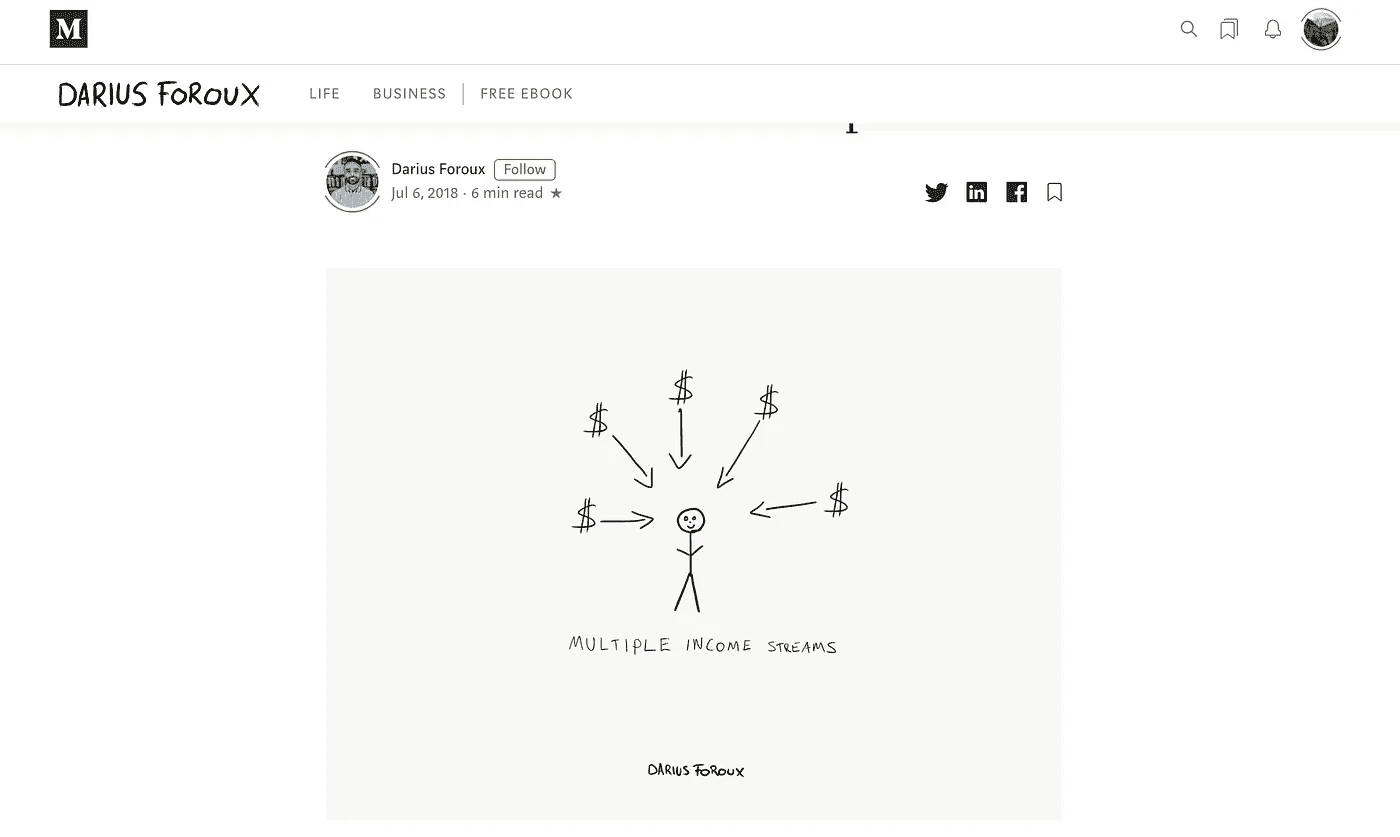 M
DARIUS FOROUX LIFE BUSINESS FREE EBOOK
Darius Foroux Follow
Jul 6, 2018 · 6 min read ★
$
$
$
$
$
MULTIPLE INCOME STREAMS
DARIUS FOROUX